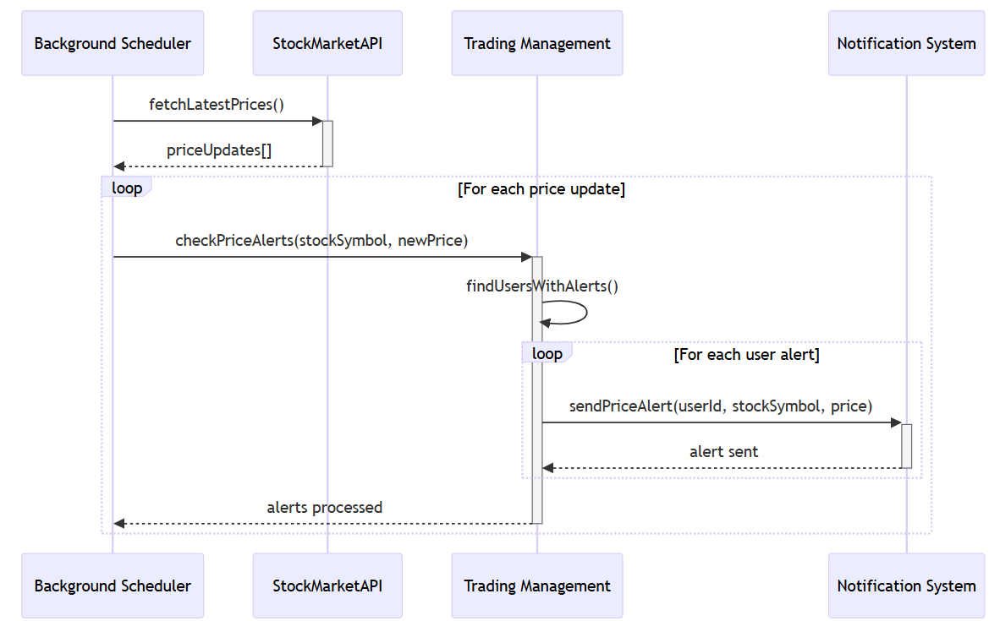 Background Scheduler
StockMarketAPI
Trading Management
Notification System
fetchLatestPrices()
priceUpdates[]
loop
[For each price update]
checkPriceAlerts(stockSymbol, newPrice)
findUsersWithAlerts()
loop
[For each user alert]
sendPriceAlert(userId, stockSymbol, price)
alert sent
alerts processed
Background Scheduler
StockMarketAPI
Trading Management
Notification System